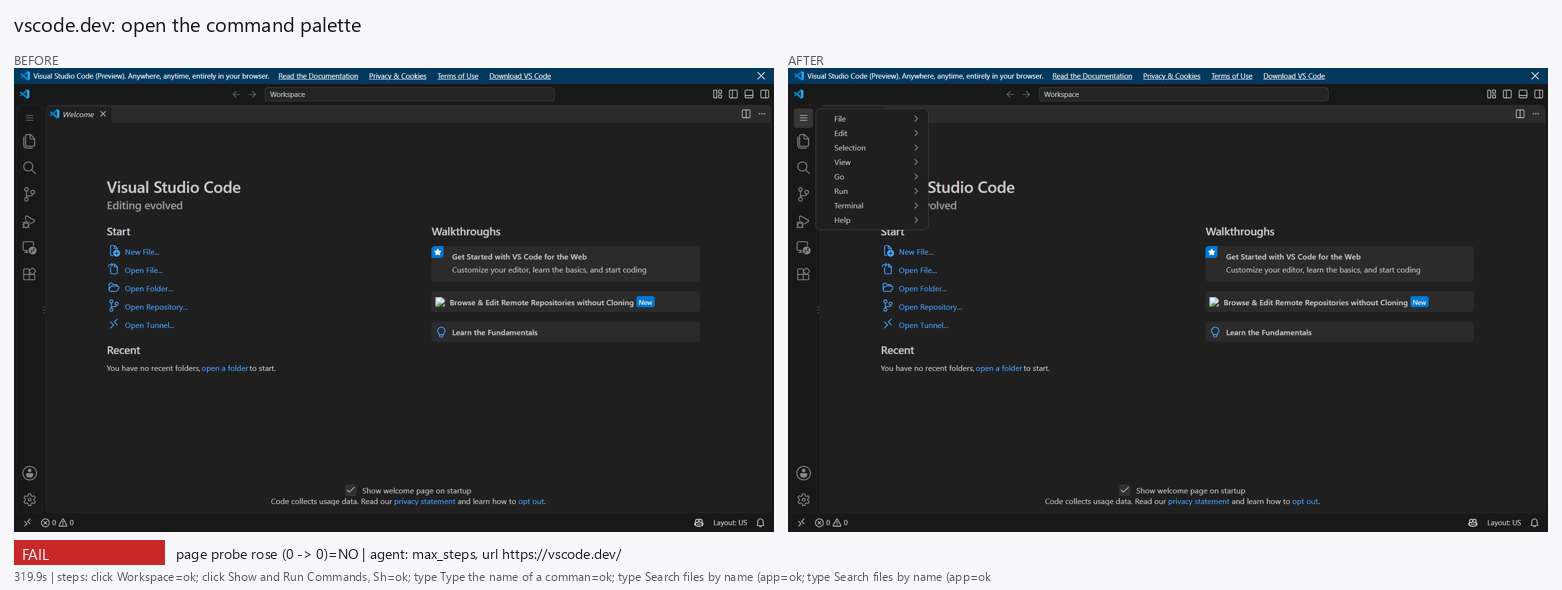 vscode.dev: open the command palette
BEFORE
Visual Studio Code (Preview). Anywhere, anytime, entirely in your browser. Read the Documentation Privacy & Cookies Terms of Use Download VS Code
Workspace
Welcome
Visual Studio Code
Editing evolved
Start
New File...
Open File...
Open Folder...
Open Repository...
Open Tunnel...
Recent
You have no recent folders, open a folder to start.
Walkthroughs
Get Started with VS Code for the Web
Customize your editor, learn the basics, and start coding
Browse & Edit Remote Repositories without Cloning New
Learn the Fundamentals
Show welcome page on startup
Code collects usage data. Read our privacy statement and learn how to opt out.
0 0
Layout: US
AFTER
Visual Studio Code (Preview). Anywhere, anytime, entirely in your browser. Read the Documentation Privacy & Cookies Terms of Use Download VS Code
Workspace
File
Edit
Selection
View
Go
Run
Terminal
Help
Studio Code
volved
Start
New File...
Open File...
Open Folder...
Open Repository...
Open Tunnel...
Recent
You have no recent folders, open a folder to start.
Walkthroughs
Get Started with VS Code for the Web
Customize your editor, learn the basics, and start coding
Browse & Edit Remote Repositories without Cloning New
Learn the Fundamentals
Show welcome page on startup
Code collects usage data. Read our privacy statement and learn how to opt out.
0 0
Layout: US
FAIL
page probe rose (0 -> 0)=NO | agent: max_steps, url https://vscode.dev/
319.9s | steps: click Workspace=ok; click Show and Run Commands, Sh=ok; type Type the name of a comman=ok; type Search files by name (app=ok; type Search files by name (app=ok